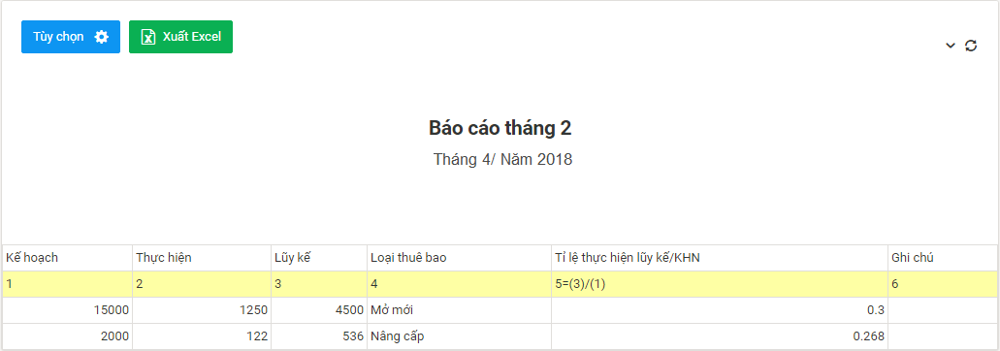 Tùy chọn Xuất Excel
Báo cáo tháng 2
Tháng 4/ Năm 2018
Kế hoạch Thực hiện Lũy kế Loại thuê bao Tỉ lệ thực hiện lũy kế/KHN Ghi chú
1 2 3 4 5=(3)/(1) 6
15000 1250 4500 Mở mới 0.3
2000 122 536 Nâng cấp 0.268